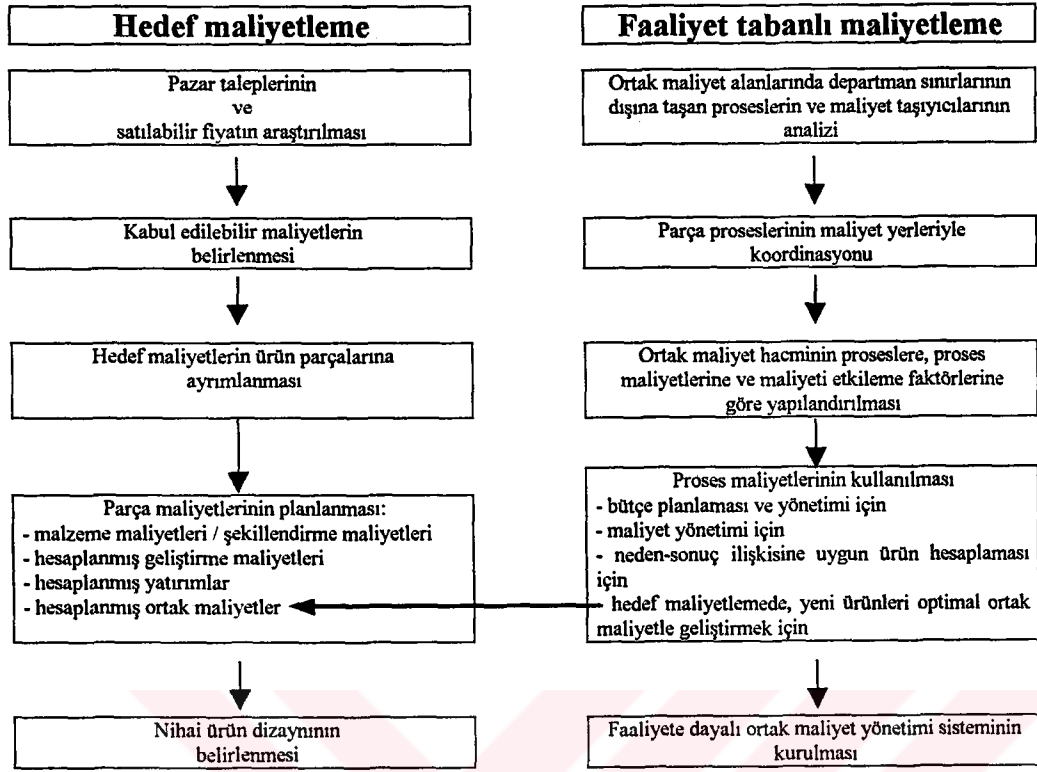 Hedef maliyetleme
Pazar taleplerinin
ve
satılabilir fiyatın araştırılması
Kabul edilebilir maliyetlerin
belirlenmesi
Hedef maliyetlerin ürün parçalarına
ayrımlanması
Parça maliyetlerinin planlanması:
- malzeme maliyetleri / şekillendirme maliyetleri
- hesaplanmış geliştirme maliyetleri
- hesaplanmış yatırımlar
- hesaplanmış ortak maliyetler
Nihai ürün dizaynının
belirlenmesi
Faaliyet tabanlı maliyetleme
Ortak maliyet alanlarında departman sınırlarının
dışına taşan proseslerin ve maliyet taşıyıcılarının
analizi
Parça proseslerinin maliyet yerleriyle
koordinasyonu
Ortak maliyet hacminin proseslere, proses
maliyetlerine ve maliyeti etkileme faktörlerine
göre yapılandırılması
Proses maliyetlerinin kullanılması
- bütçe planlaması ve yönetimi için
- maliyet yönetimi için
- neden-sonuç ilişkisine uygun ürün hesaplaması
için
- hedef maliyetlemede, yeni ürünleri optimal ortak
maliyetle geliştirmek için
Faaliyete dayalı ortak maliyet yönetimi sisteminin
kurulması